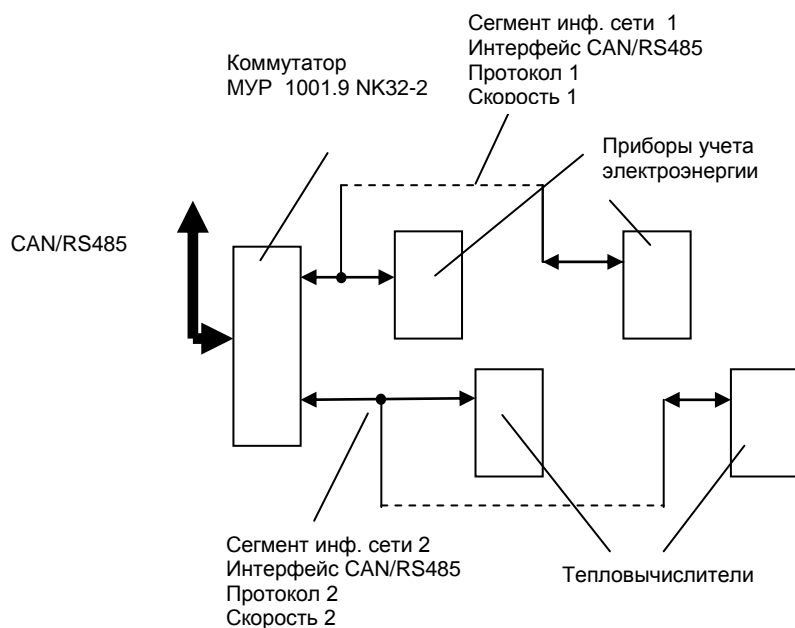 Сегмент инф. сети 1
Интерфейс CAN/RS485
Протокол 1
Скорость 1
Коммутатор
МУР 1001.9 NK32-2
Приборы учета
электроэнергии
CAN/RS485
Сегмент инф. сети 2
Интерфейс CAN/RS485
Протокол 2
Скорость 2
Тепловычислители